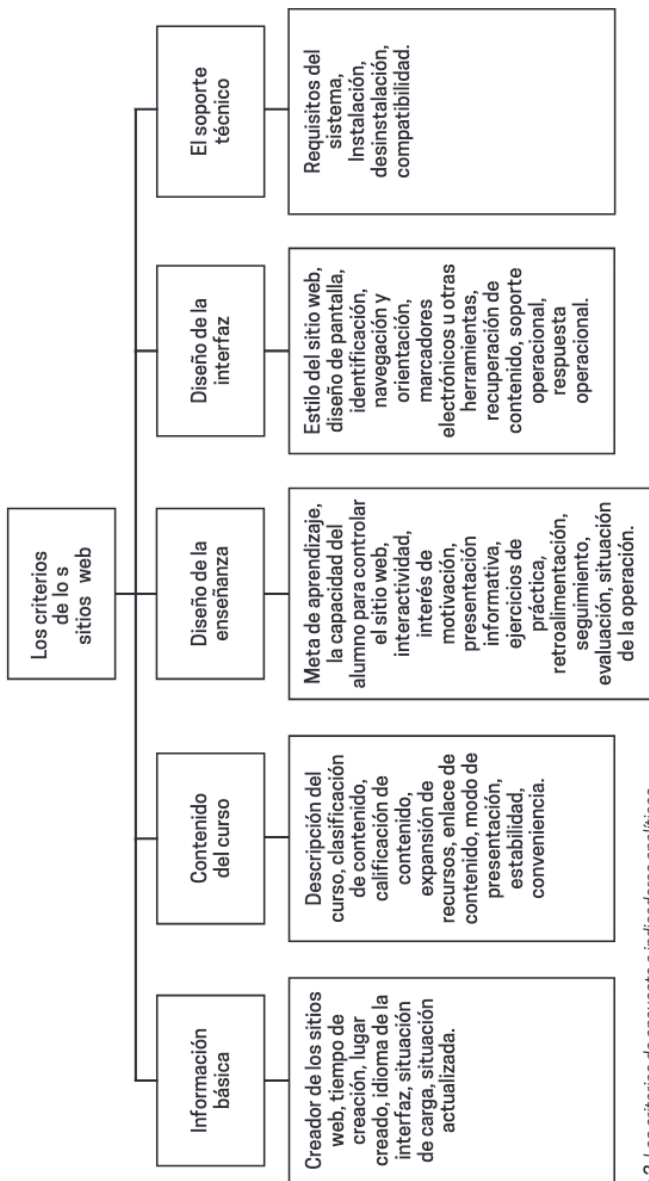 Los criterios
de lo s
sitios web
Información
básica
Creador de los sitios
web, tiempo de
creación, lugar
creado, idioma de la
interfaz, situación
de carga, situación
actualizada.
Contenido
del curso
Descripción del
curso, clasificación
de contenido,
calificación de
contenido,
expansión de
recursos, enlace de
contenido, modo de
presentación,
estabilidad,
conveniencia.
Diseño de la
enseñanza
Meta de aprendizaje,
la capacidad del
alumno para controlar
el sitio web,
interactividad,
interés de
motivación,
presentación
informativa,
ejercicios de
práctica,
retroalimentación,
seguimiento,
evaluación, situación
de la operación.
Diseño de la
interfaz
Estilo del sitio web,
diseño de pantalla,
identificación,
navegación y
orientación,
marcadores
electrónicos u otras
herramientas,
recuperación de
contenido, soporte
operacional,
respuesta
operacional.
El soporte
técnico
Requisitos del
sistema,
Instalación,
desinstalación,
compatibilidad.